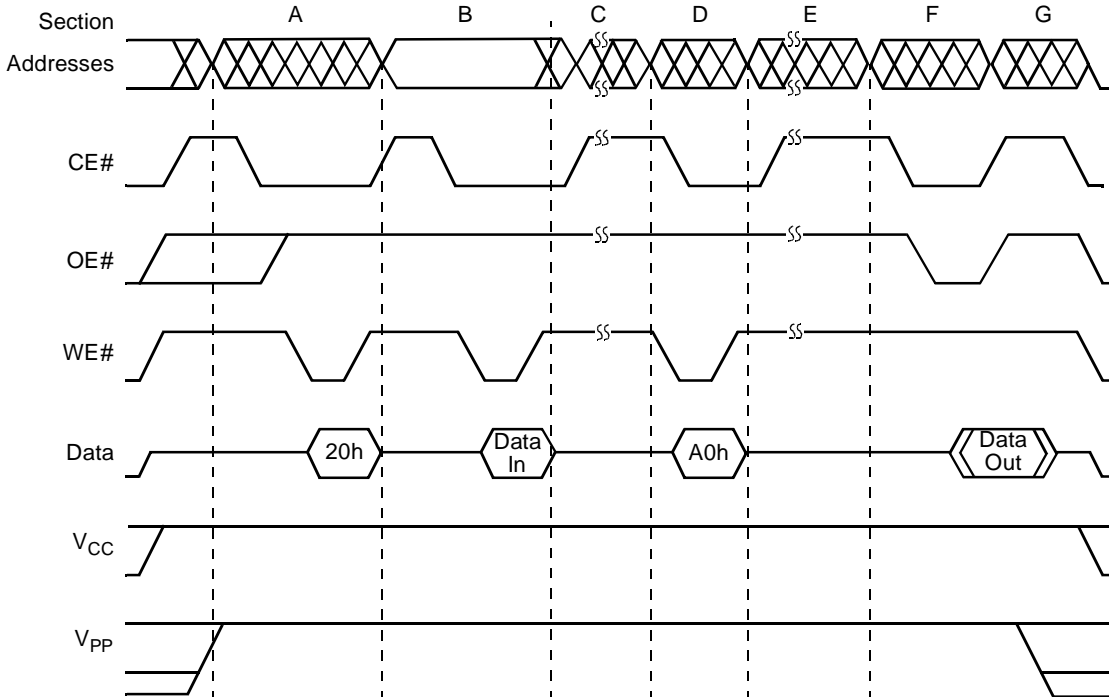 Section A B C D E F G
Addresses
CE#
OE#
WE#
Data 20h Data In A0h Data Out
VCC
VPP